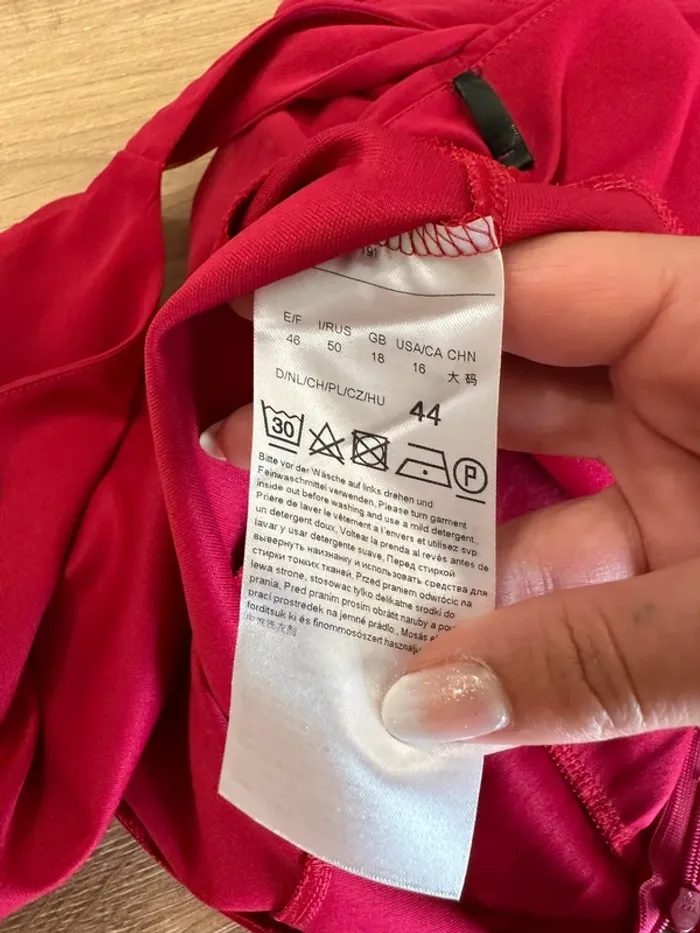 191
E/F I/RUS GB USA/CA CHN
46 50 18 16 大码
D/NL/CH/PL/CZ/HU 44
30 P
Bitte vor der Wäsche auf links drehen und
Feinwaschmittel verwenden. Please turn garment
inside out before washing and use a mild detergent.
Prière de laver le vêtement à l'envers et utilisez svp
un detergent doux. Voltear la prenda al revés antes de
lavar y usar detergente suave. Перед стиркой
вывернуть наизнанку и использовать средства для
стирки тонких тканей. Przed praniem odwrócic na
lewa strone, stosowac tylko delikatne srodki do
prania. Pred praním prosím obrátit naruby a
prací prostredek na jemné prádlo. Mosás
fordítsuk ki és finommosószert